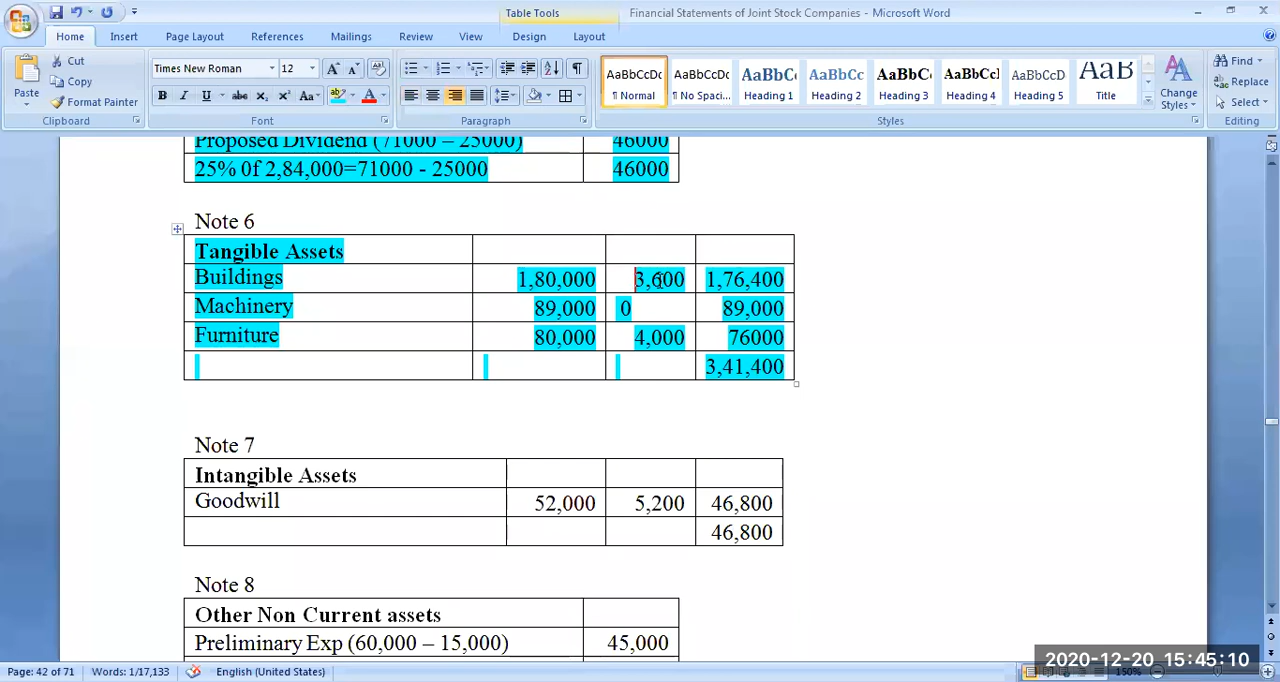 Table Tools
Financial Statements of Joint Stock Companies - Microsoft Word
Home Insert Page Layout References Mailings Review View Design Layout
Paste
Cut
Copy
Format Painter
Clipboard
Times New Roman 12
Font
Paragraph
AaBbCcDc AaBbCcDc AaBbC AaBbCc AaBbCc AaBbCcI AaBbCcD AaB
¶ Normal ¶ No Spaci... Heading 1 Heading 2 Heading 3 Heading 4 Heading 5 Title
Change Styles
Styles
Find
Replace
Select
Editing
Proposed Dividend (71000 – 25000) 46000
25% 0f 2,84,000=71000 - 25000 46000
Note 6
Tangible Assets
Buildings 1,80,000 3,600 1,76,400
Machinery 89,000 0 89,000
Furniture 80,000 4,000 76000
3,41,400
Note 7
Intangible Assets
Goodwill 52,000 5,200 46,800
46,800
Note 8
Other Non Current assets
Preliminary Exp (60,000 – 15,000) 45,000
2020-12-20 15:45:10
Page: 42 of 71 Words: 1/17,133 English (United States) 150%